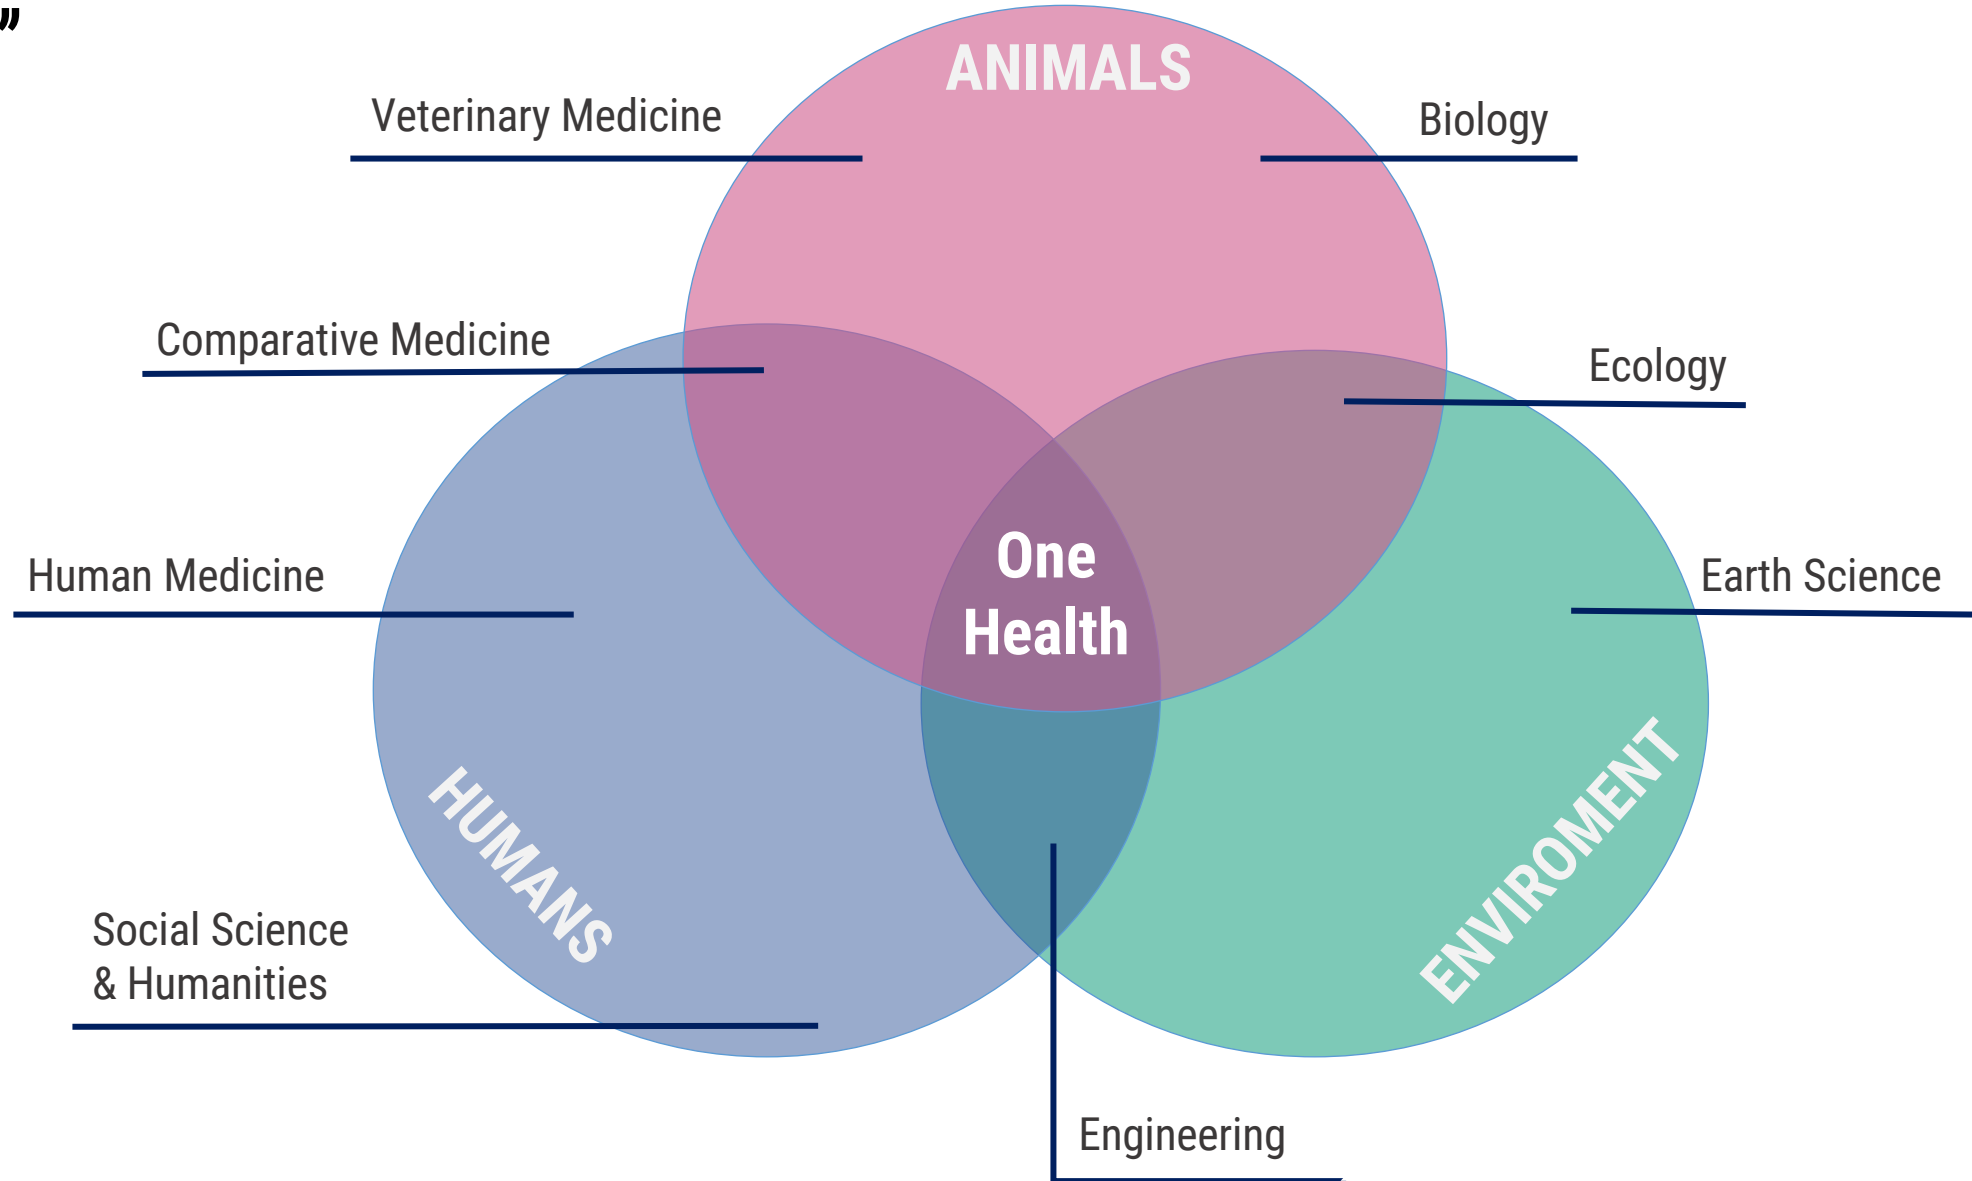 ”
ANIMALS
Veterinary Medicine
Biology
Comparative Medicine
Ecology
One
Health
Human Medicine
Earth Science
HUMANS
ENVIROMENT
Social Science
& Humanities
Engineering